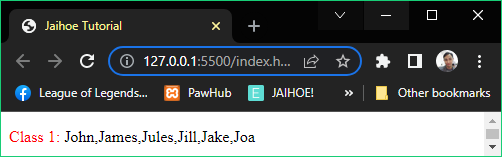 Jaihoe Tutorial
127.0.0.1:5500/index.h...
League of Legends... PawHub JAIHOE! » Other bookmarks
Class 1: John,James,Jules,Jill,Jake,Joa